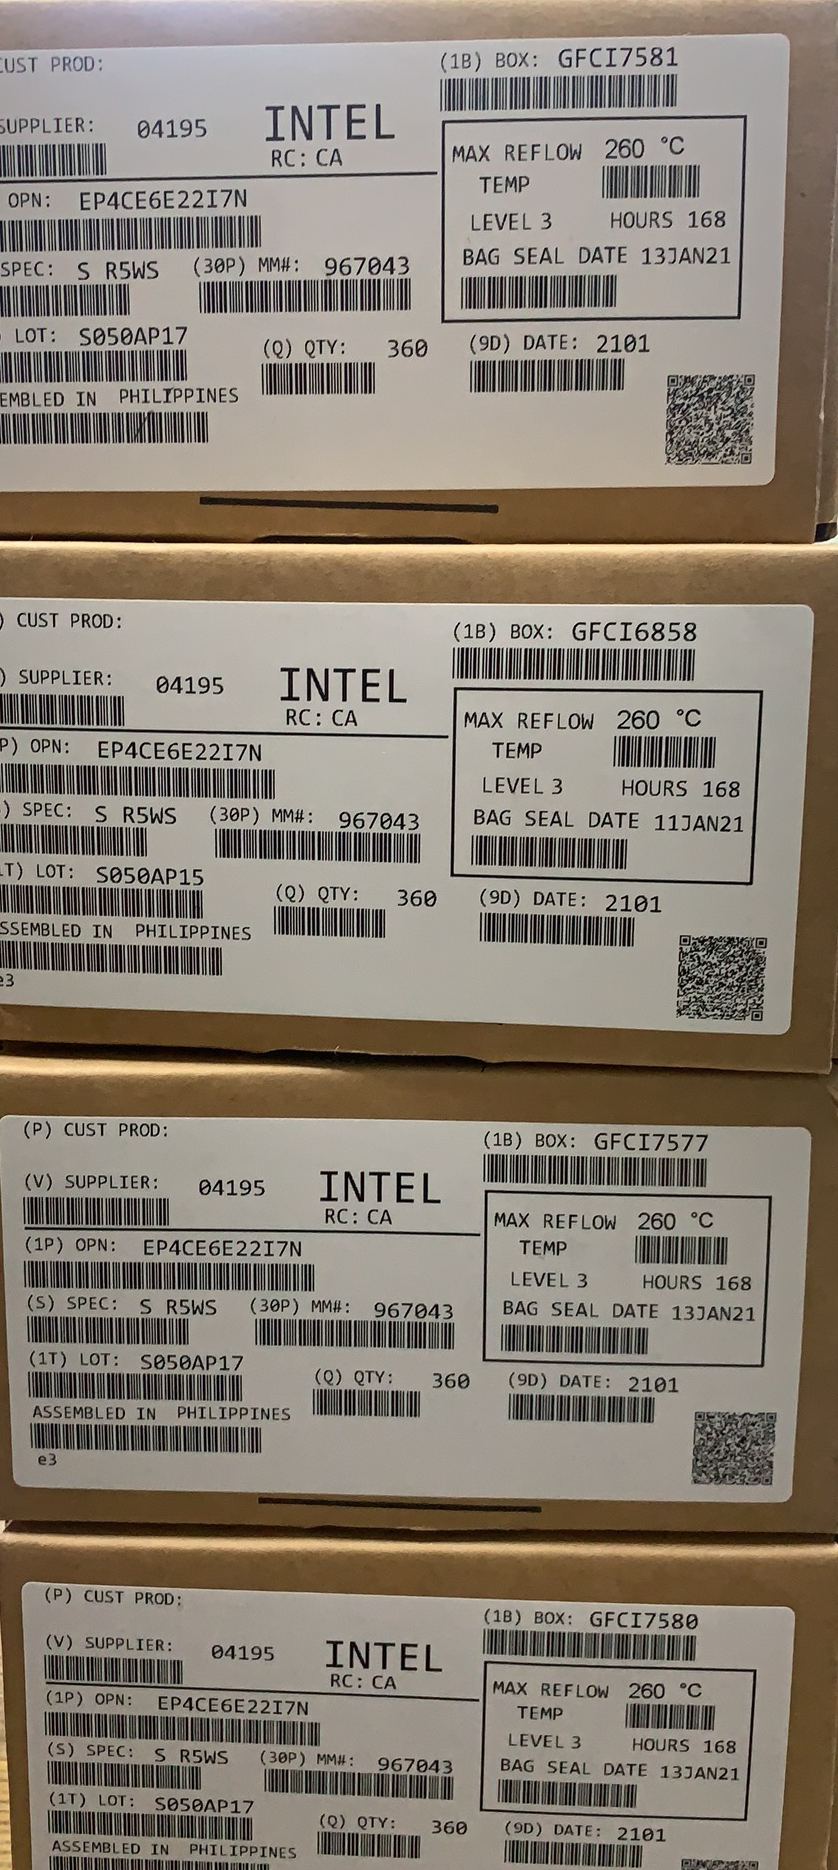 CUST PROD:
(1B) BOX: GFCI7581
SUPPLIER: 04195 INTEL
RC: CA
MAX REFLOW 260 °C
TEMP
LEVEL 3 HOURS 168
BAG SEAL DATE 13JAN21
OPN: EP4CE6E22I7N
SPEC: S R5WS (30P) MM#: 967043
LOT: S050AP17 (Q) QTY: 360 (9D) DATE: 2101
EMBLED IN PHILIPPINES
) CUST PROD:
(1B) BOX: GFCI6858
) SUPPLIER: 04195 INTEL
RC: CA
MAX REFLOW 260 °C
TEMP
LEVEL 3 HOURS 168
BAG SEAL DATE 11JAN21
P) OPN: EP4CE6E22I7N
) SPEC: S R5WS (30P) MM#: 967043
1T) LOT: S050AP15 (Q) QTY: 360 (9D) DATE: 2101
SSEMBLED IN PHILIPPINES
e3
(P) CUST PROD:
(1B) BOX: GFCI7577
(V) SUPPLIER: 04195 INTEL
RC: CA
MAX REFLOW 260 °C
TEMP
LEVEL 3 HOURS 168
BAG SEAL DATE 13JAN21
(1P) OPN: EP4CE6E22I7N
(S) SPEC: S R5WS (30P) MM#: 967043
(1T) LOT: S050AP17 (Q) QTY: 360 (9D) DATE: 2101
ASSEMBLED IN PHILIPPINES
e3
(P) CUST PROD:
(1B) BOX: GFCI7580
(V) SUPPLIER: 04195 INTEL
RC: CA
MAX REFLOW 260 °C
TEMP
LEVEL 3 HOURS 168
BAG SEAL DATE 13JAN21
(1P) OPN: EP4CE6E22I7N
(S) SPEC: S R5WS (30P) MM#: 967043
(1T) LOT: S050AP17 (Q) QTY: 360 (9D) DATE: 2101
ASSEMBLED IN PHILIPPINES